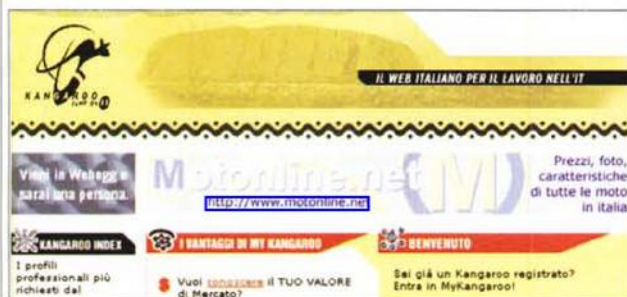 KANGAROO
IL WEB ITALIANO PER IL LAVORO NELL'IT
Vieni in Webegg e
sarai una persona.
Motonline.net
(M)
http://www.motonline.ne
Prezzi, foto,
caratteristiche
di tutte le moto
in italia
KANGAROO INDEX
I profili
professionali più
richiesti dal
I VANTAGGI DI MY KANGAROO
$ Vuoi conoscere il TUO VALORE
di Mercato?
BENVENUTO
Sei già un Kangaroo registrato?
Entra in MyKangaroo!